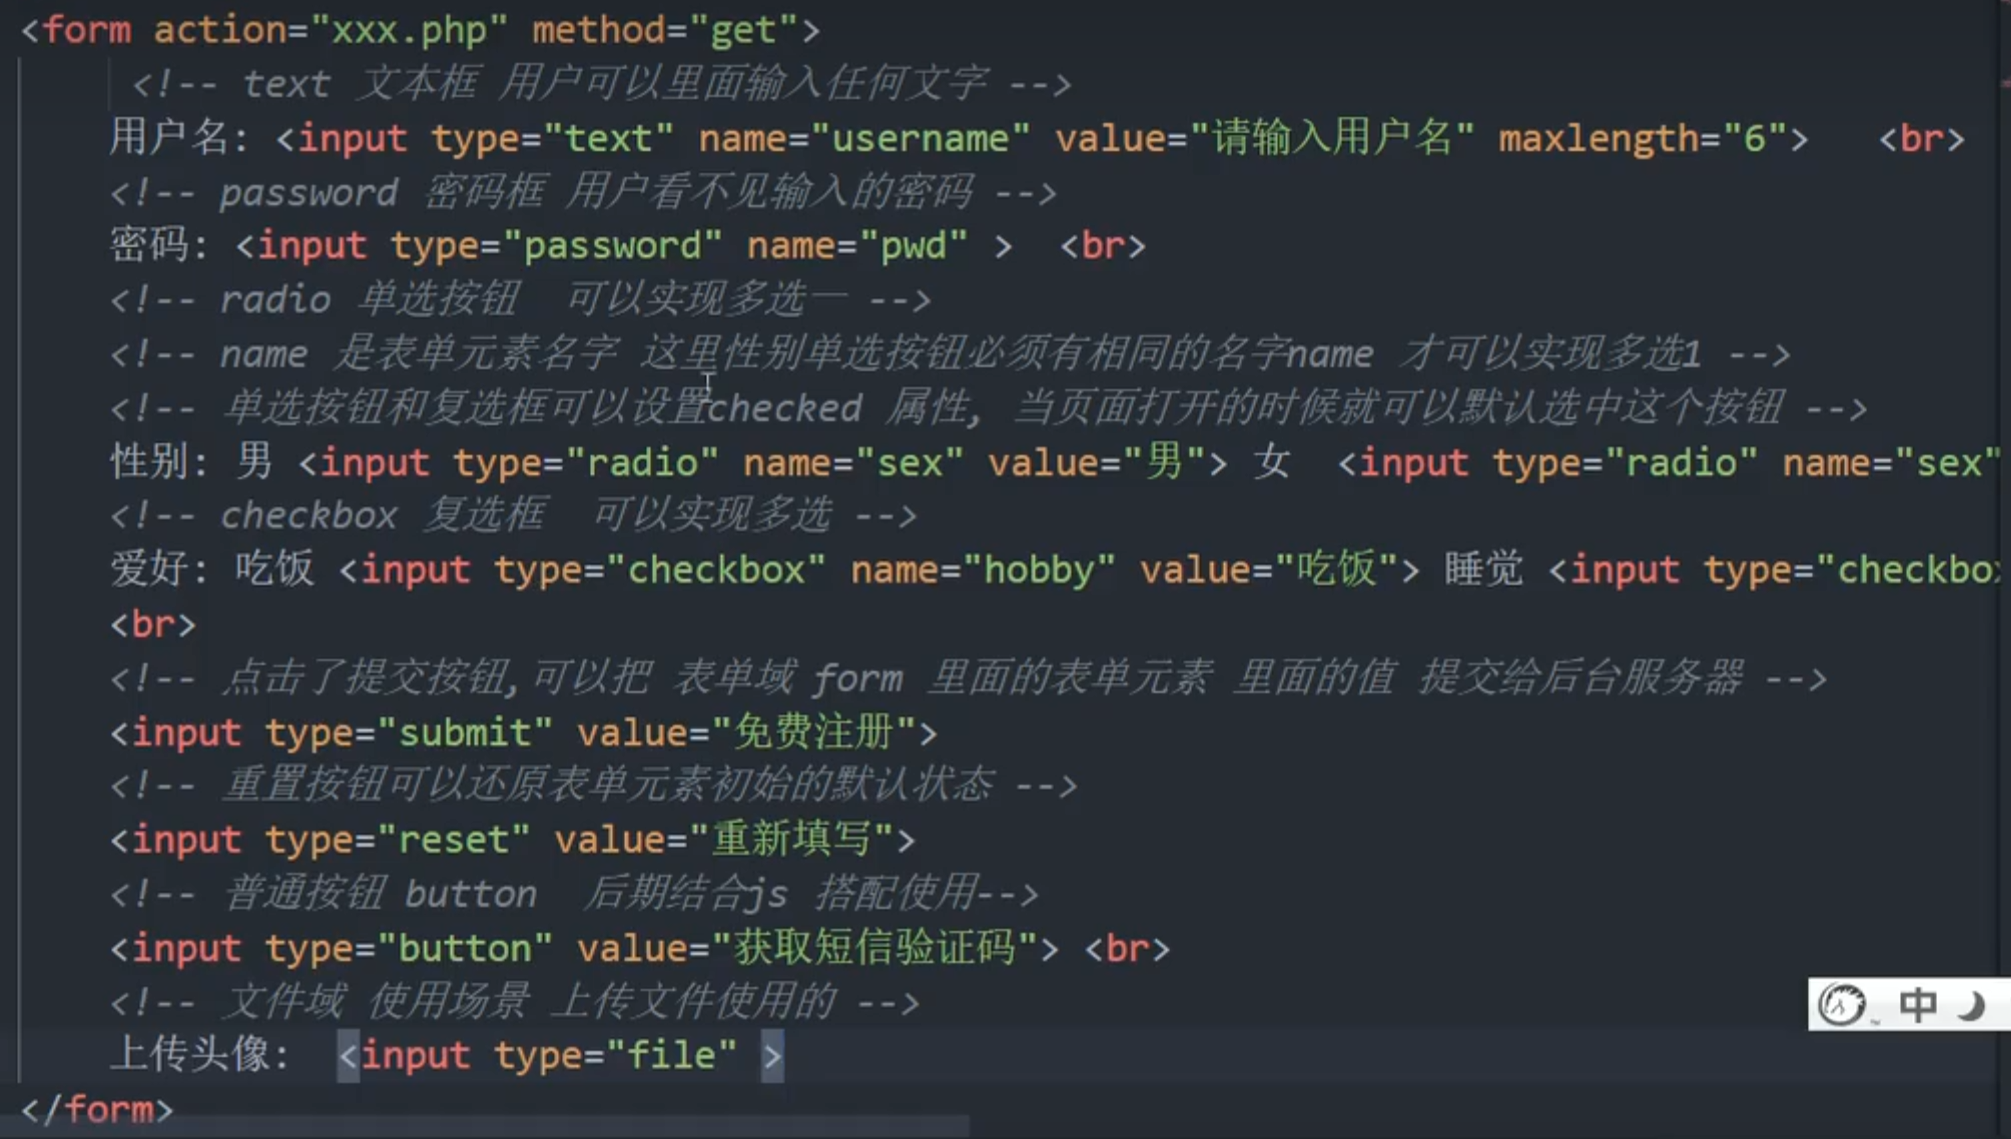 <form action="xxx.php" method="get">
<!-- text 文本框 用户可以里面输入任何文字 -->
用户名: <input type="text" name="username" value="请输入用户名" maxlength="6"> <br>
<!-- password 密码框 用户看不见输入的密码 -->
密码: <input type="password" name="pwd" > <br>
<!-- radio 单选按钮 可以实现多选一 -->
<!-- name 是表单元素名字 这里性别单选按钮必须有相同的名字name 才可以实现多选1 -->
<!-- 单选按钮和复选框可以设置checked 属性, 当页面打开的时候就可以默认选中这个按钮 -->
性别: 男 <input type="radio" name="sex" value="男"> 女 <input type="radio" name="sex"
<!-- checkbox 复选框 可以实现多选 -->
爱好: 吃饭 <input type="checkbox" name="hobby" value="吃饭"> 睡觉 <input type="checkbo
<br>
<!-- 点击了提交按钮,可以把 表单域 form 里面的表单元素 里面的值 提交给后台服务器 -->
<input type="submit" value="免费注册">
<!-- 重置按钮可以还原表单元素初始的默认状态 -->
<input type="reset" value="重新填写">
<!-- 普通按钮 button 后期结合js 搭配使用-->
<input type="button" value="获取短信验证码"> <br>
<!-- 文件域 使用场景 上传文件使用的 -->
中
上传头像: <input type="file" >
</form>